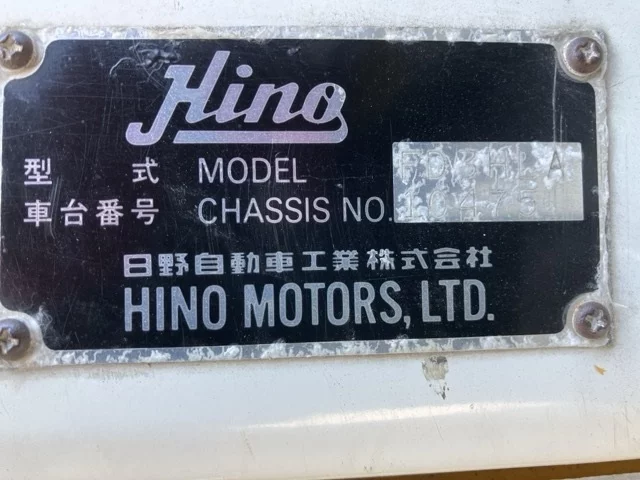 Hino
型 式 MODEL
車台番号 CHASSIS NO.
日野自動車工業株式会社
HINO MOTORS, LTD.